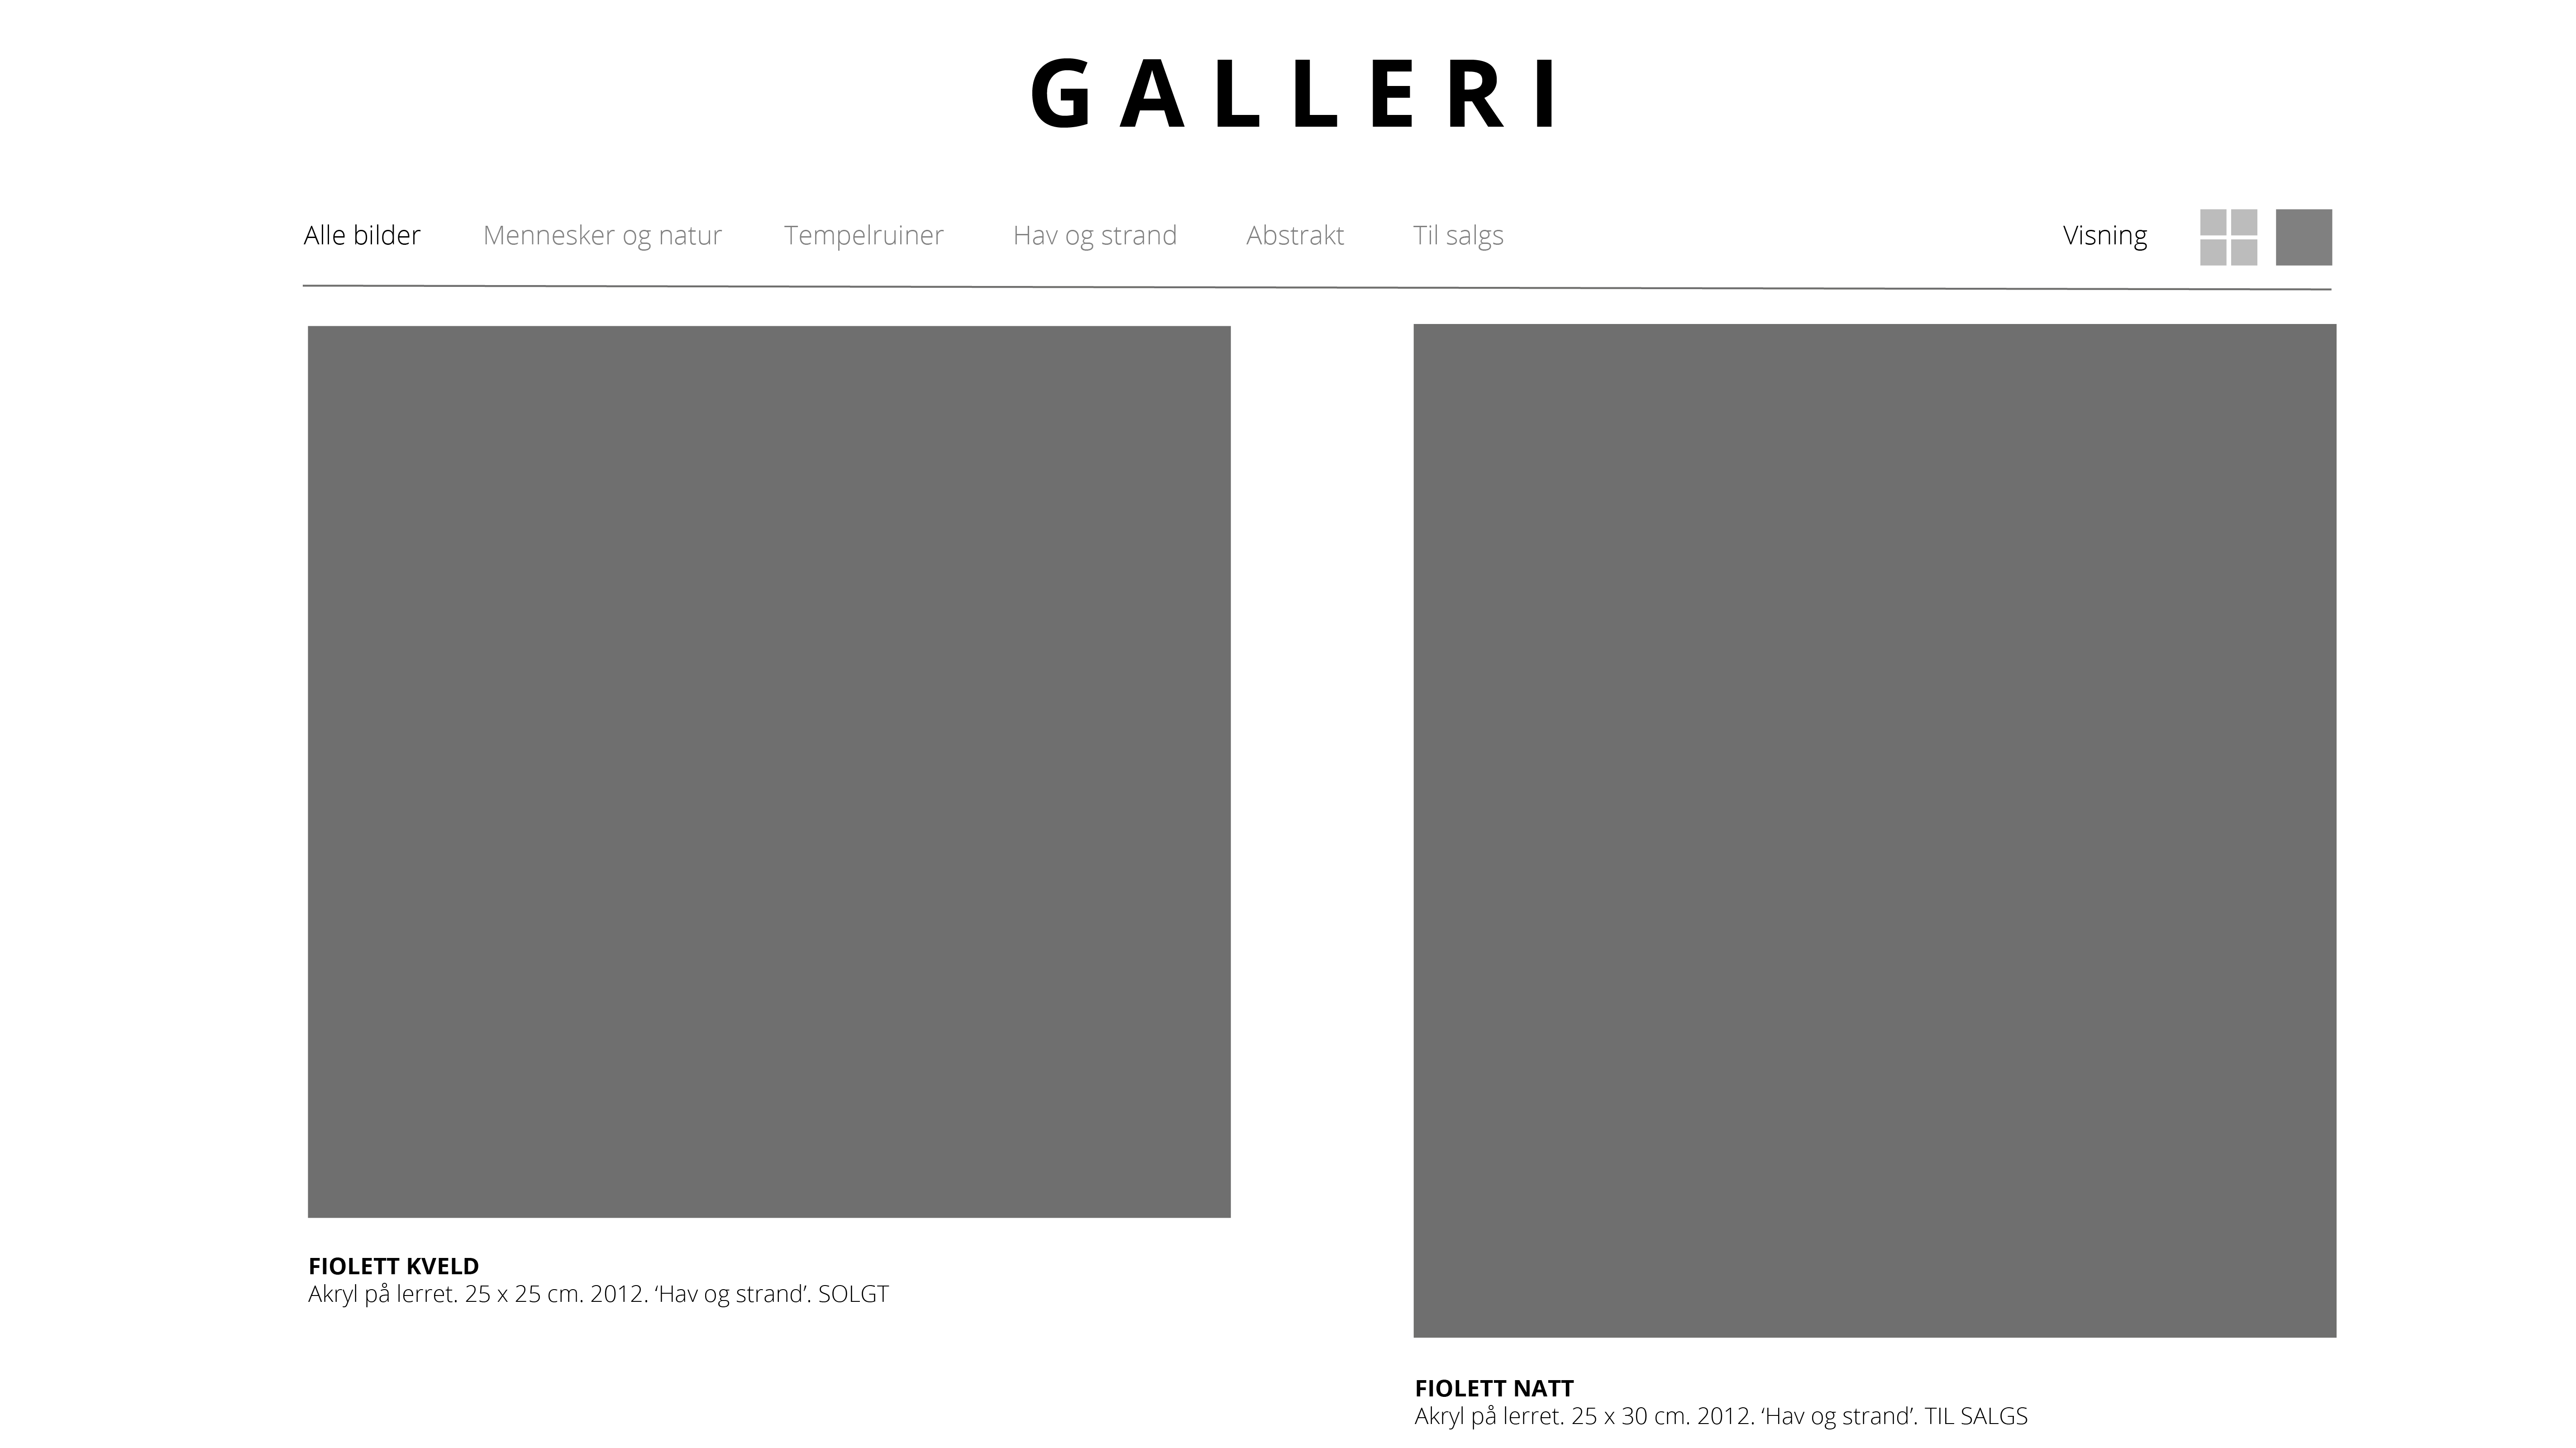 GALLERI
Alle bilder Mennesker og natur Tempelruiner Hav og strand Abstrakt Til salgs Visning
FIOLETT KVELD
Akryl på lerret. 25 x 25 cm. 2012. ‘Hav og strand’. SOLGT
FIOLETT NATT
Akryl på lerret. 25 x 30 cm. 2012. ‘Hav og strand’. TIL SALGS